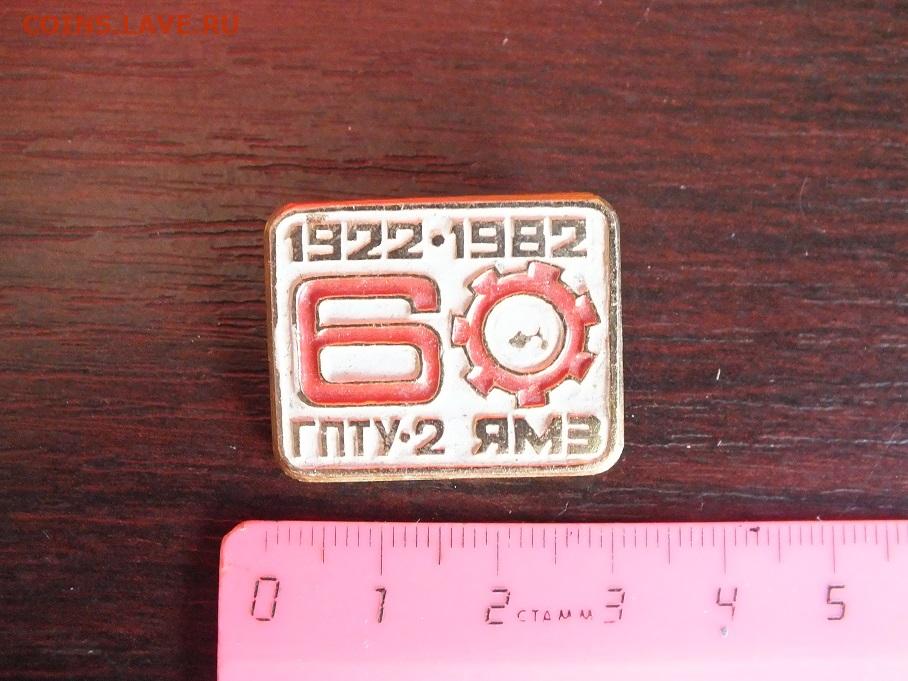 COINS.LAVE.RU
1922·1982
60
ГПТУ·2 ЯМЗ
0 1 2 СТАММ 3 4 5